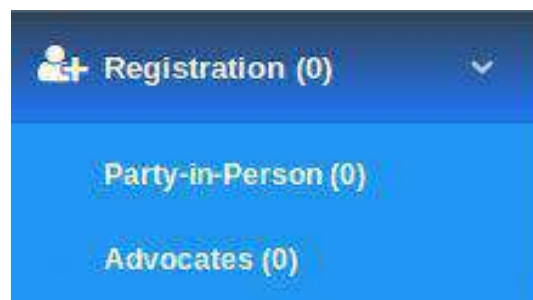 Registration (0)
Party-in-Person (0)
Advocates (0)